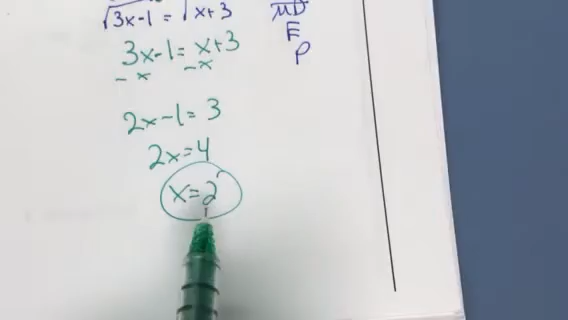 √3x-1 = √x+3
3x-1 = x+3
-x -x
2x-1 = 3
2x=4
x=2
MD
E
P